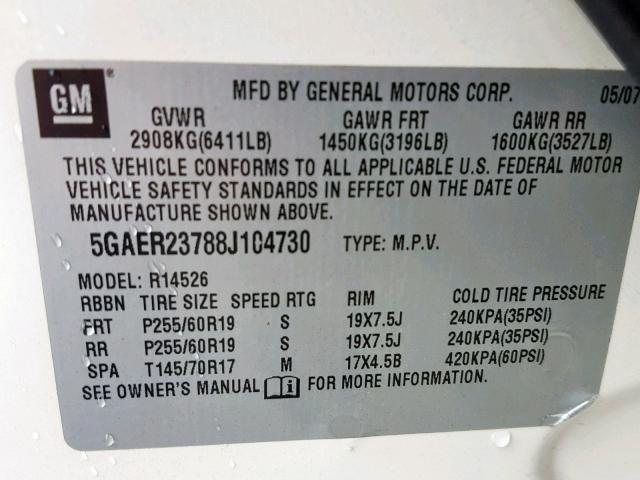 GM®
MFD BY GENERAL MOTORS CORP. 05/07
GVWR GAWR FRT GAWR RR
2908KG(6411LB) 1450KG(3196LB) 1600KG(3527LB)
THIS VEHICLE CONFORMS TO ALL APPLICABLE U.S. FEDERAL MOTOR
VEHICLE SAFETY STANDARDS IN EFFECT ON THE DATE OF
MANUFACTURE SHOWN ABOVE.
5GAER23788J104730 TYPE: M.P.V.
MODEL: R14526
RBBN TIRE SIZE SPEED RTG RIM COLD TIRE PRESSURE
FRT P255/60R19 S 19X7.5J 240KPA(35PSI)
RR P255/60R19 S 19X7.5J 240KPA(35PSI)
SPA T145/70R17 M 17X4.5B 420KPA(60PSI)
SEE OWNER'S MANUAL i FOR MORE INFORMATION.